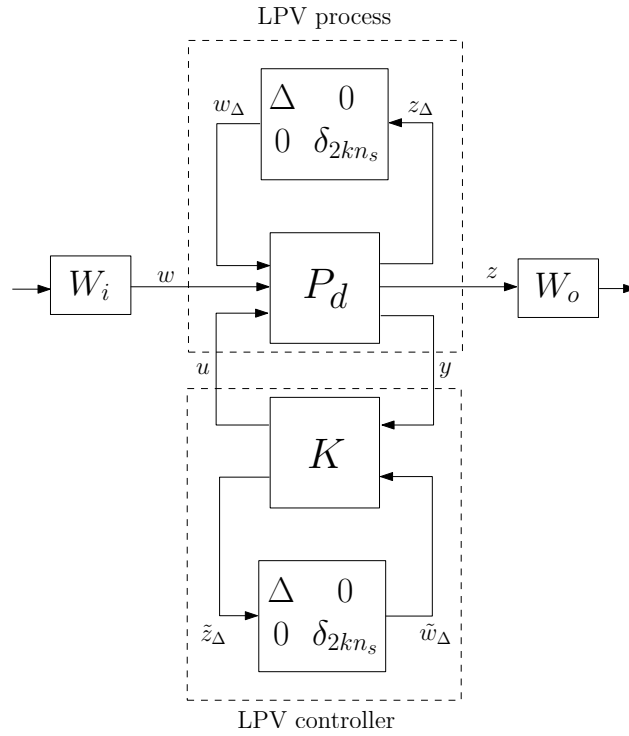 LPV process
w_Δ
Δ 0
0 δ_{2kn_s}
z_Δ
W_i
w
P_d
z
W_o
u
y
K
z̃_Δ
Δ 0
0 δ_{2kn_s}
w̃_Δ
LPV controller